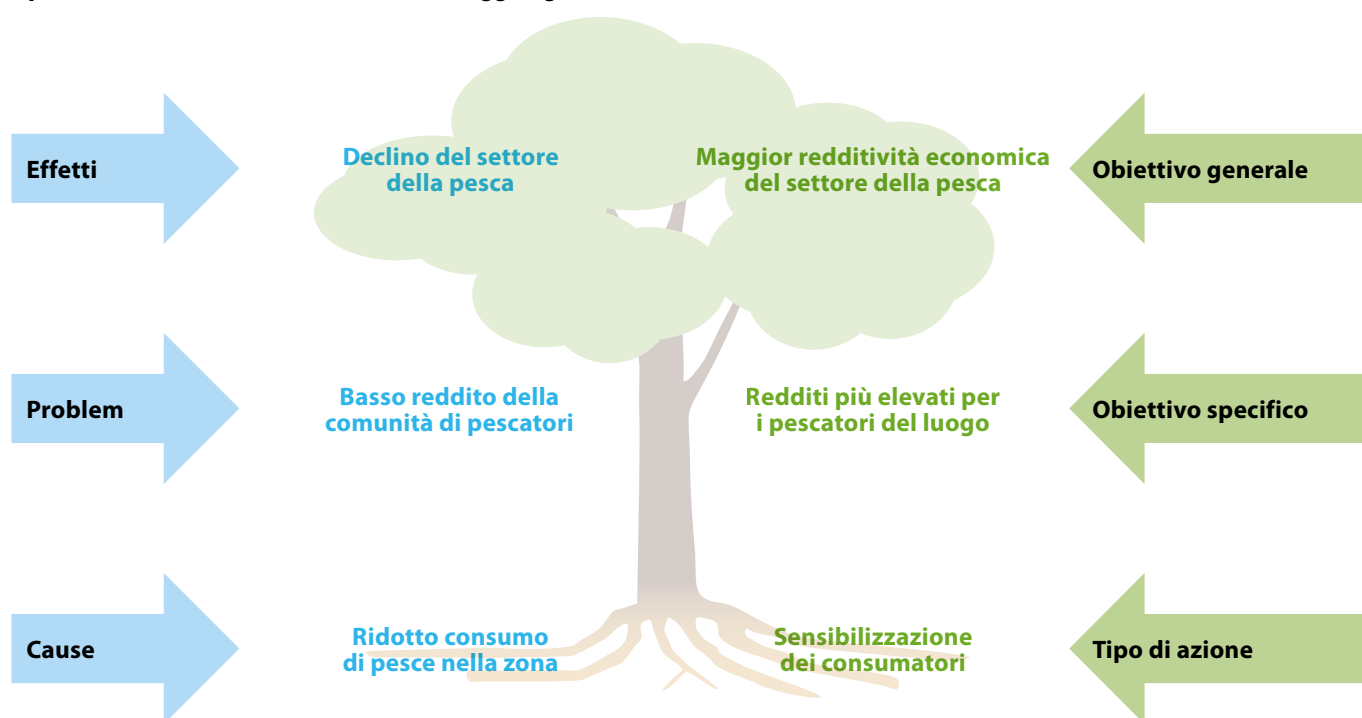 Effetti
Declino del settore
della pesca
Maggior redditività economica
del settore della pesca
Obiettivo generale
Problem
Basso reddito della
comunità di pescatori
Redditi più elevati per
i pescatori del luogo
Obiettivo specifico
Cause
Ridotto consumo
di pesce nella zona
Sensibilizzazione
dei consumatori
Tipo di azione